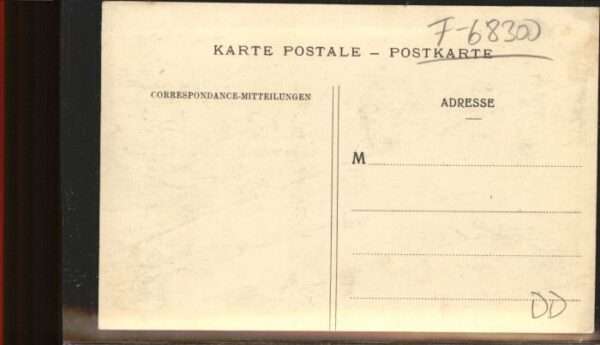 F-68300
KARTE POSTALE – POSTKARTE
CORRESPONDANCE-MITTEILUNGEN
ADRESSE
M
DD